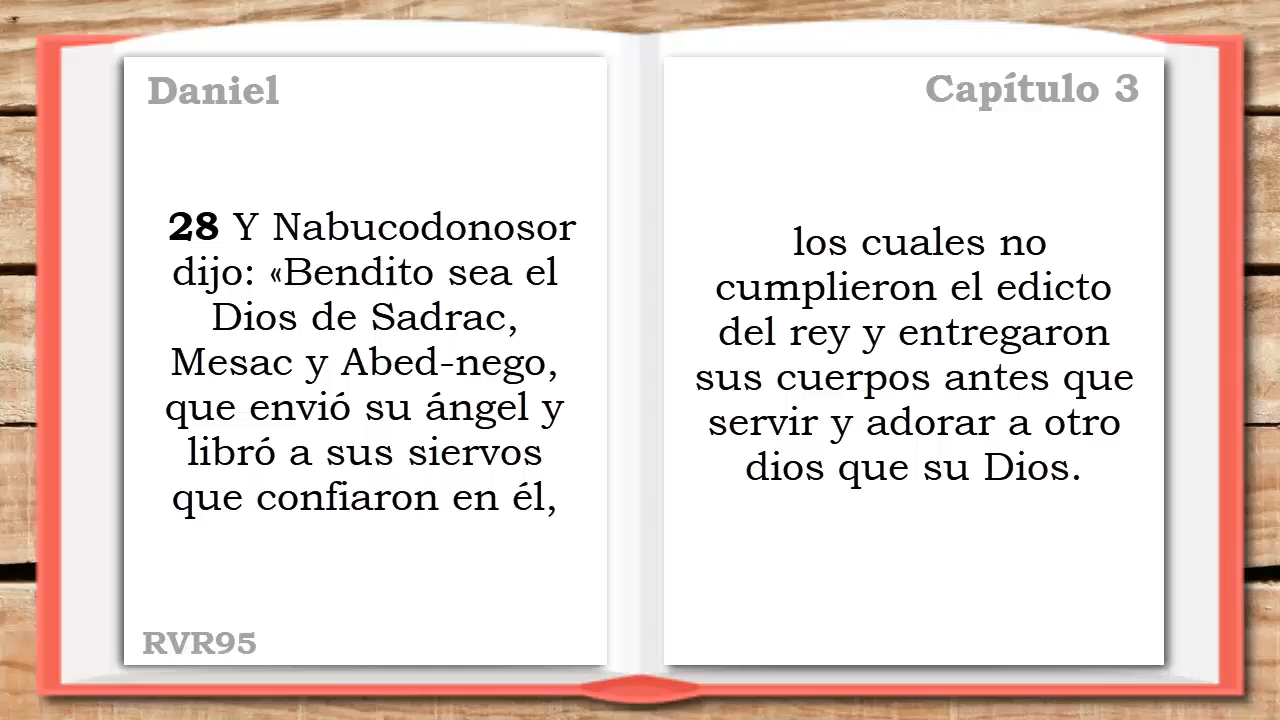 Daniel
28 Y Nabucodonosor
dijo: «Bendito sea el
Dios de Sadrac,
Mesac y Abed-nego,
que envió su ángel y
libró a sus siervos
que confiaron en él,
RVR95
Capítulo 3
los cuales no
cumplieron el edicto
del rey y entregaron
sus cuerpos antes que
servir y adorar a otro
dios que su Dios.